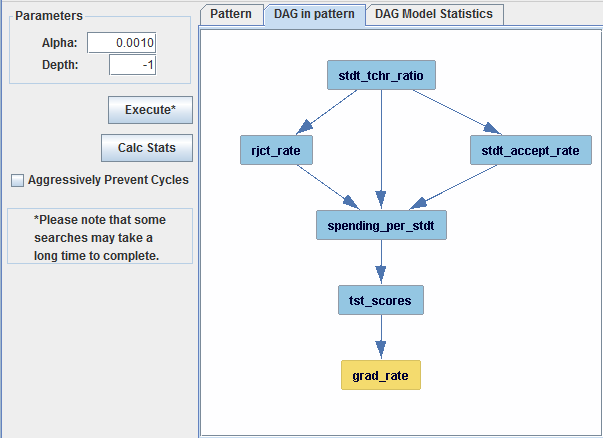 Parameters
Alpha: 0.0010
Depth: -1
Execute*
Calc Stats
Aggressively Prevent Cycles
*Please note that some
searches may take a
long time to complete.
Pattern DAG in pattern DAG Model Statistics
stdt_tchr_ratio
rjct_rate stdt_accept_rate
spending_per_stdt
tst_scores
grad_rate